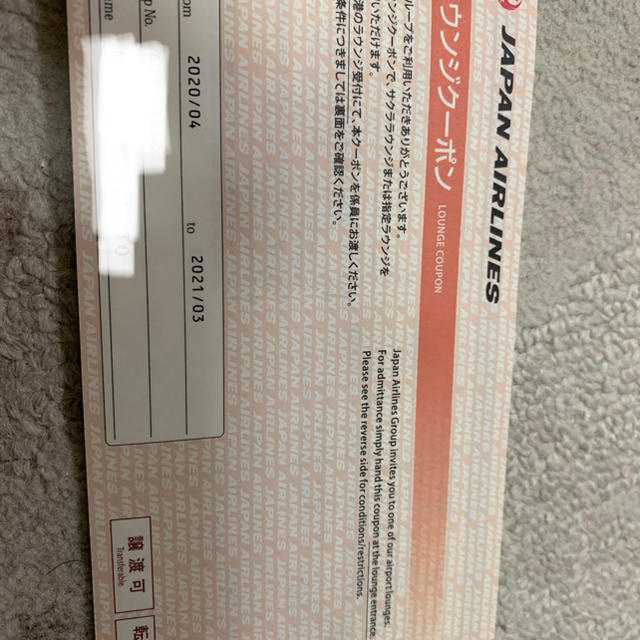 JAPAN AIRLINES
ウンジクーポン LOUNGE COUPON
ループをご利用いただきありがとうございます。
ンジクーポンで、サクララウンジまたは指定ラウンジを
いただけます。
港のラウンジ受付にて、本クーポンを係員にお渡しください。
条件につきましては裏面をご確認ください。
Japan Airlines Group invites you to one of our airport lounges.
For admittance simply hand this coupon at the lounge entrance.
Please see the reverse side for conditions/restrictions.
om 2020/04 to 2021/03
p No.
ame
譲渡可
Transferable
転